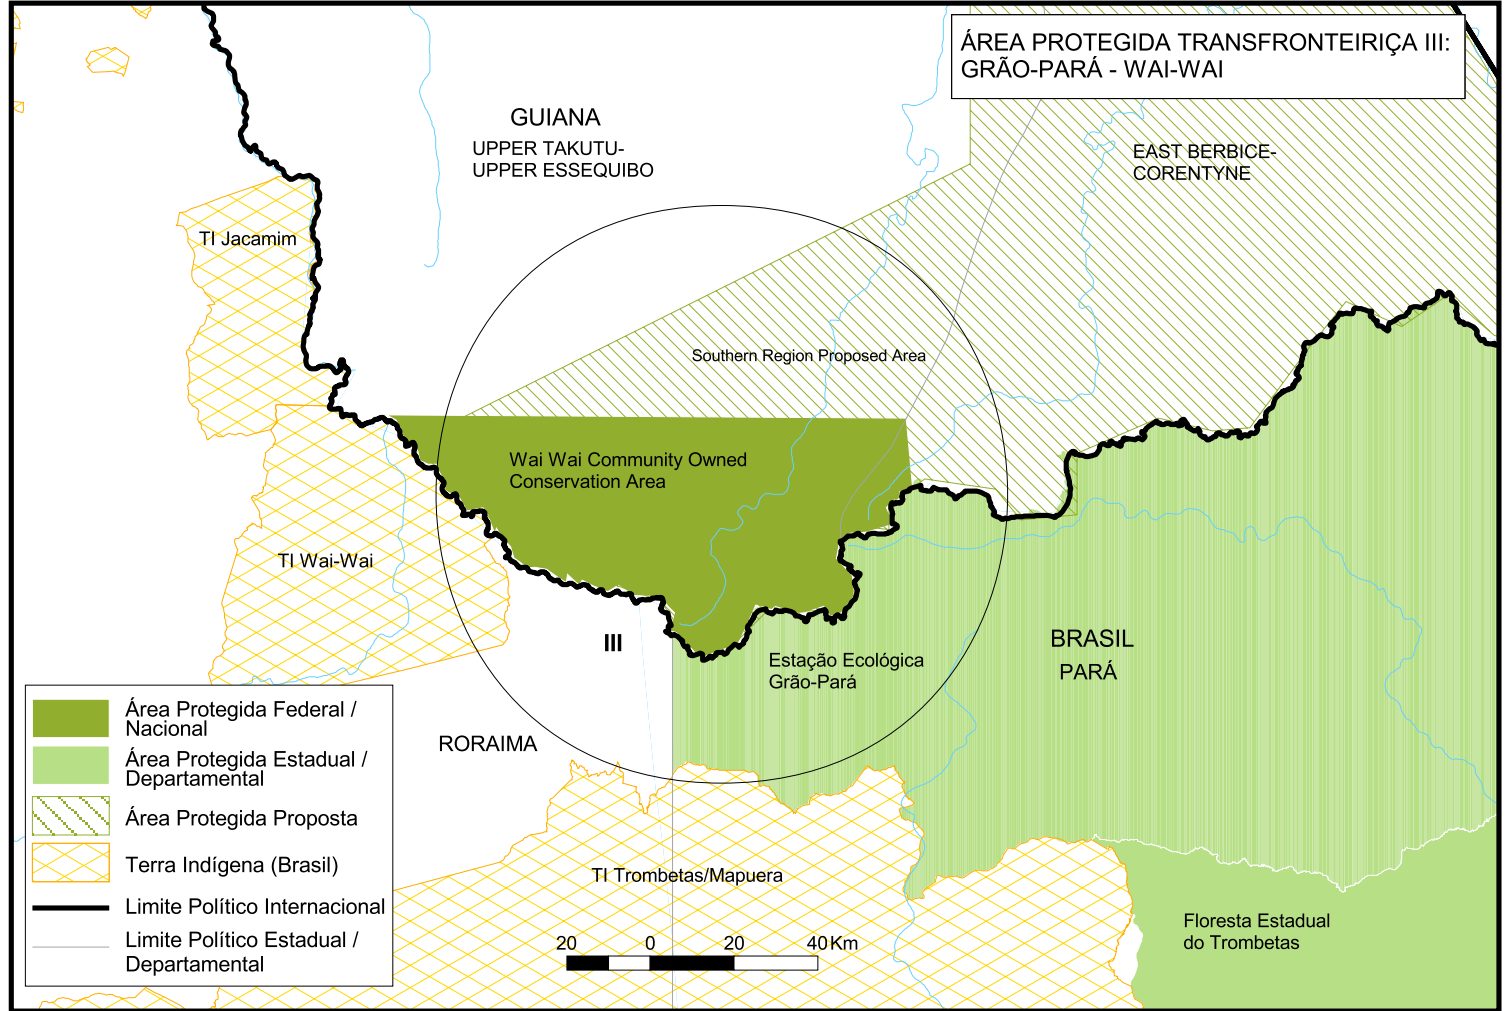 ÁREA PROTEGIDA TRANSFRONTEIRIÇA III:
GRÃO-PARÁ - WAI-WAI
GUIANA
UPPER TAKUTU-
UPPER ESSEQUIBO
EAST BERBICE-
CORENTYNE
TI Jacamim
Southern Region Proposed Area
Wai Wai Community Owned
Conservation Area
TI Wai-Wai
III
BRASIL
PARÁ
Estação Ecológica
Grão-Pará
RORAIMA
TI Trombetas/Mapuera
Floresta Estadual
do Trombetas
20 0 20 40 Km
Área Protegida Federal /
Nacional
Área Protegida Estadual /
Departamental
Área Protegida Proposta
Terra Indígena (Brasil)
Limite Político Internacional
Limite Político Estadual /
Departamental